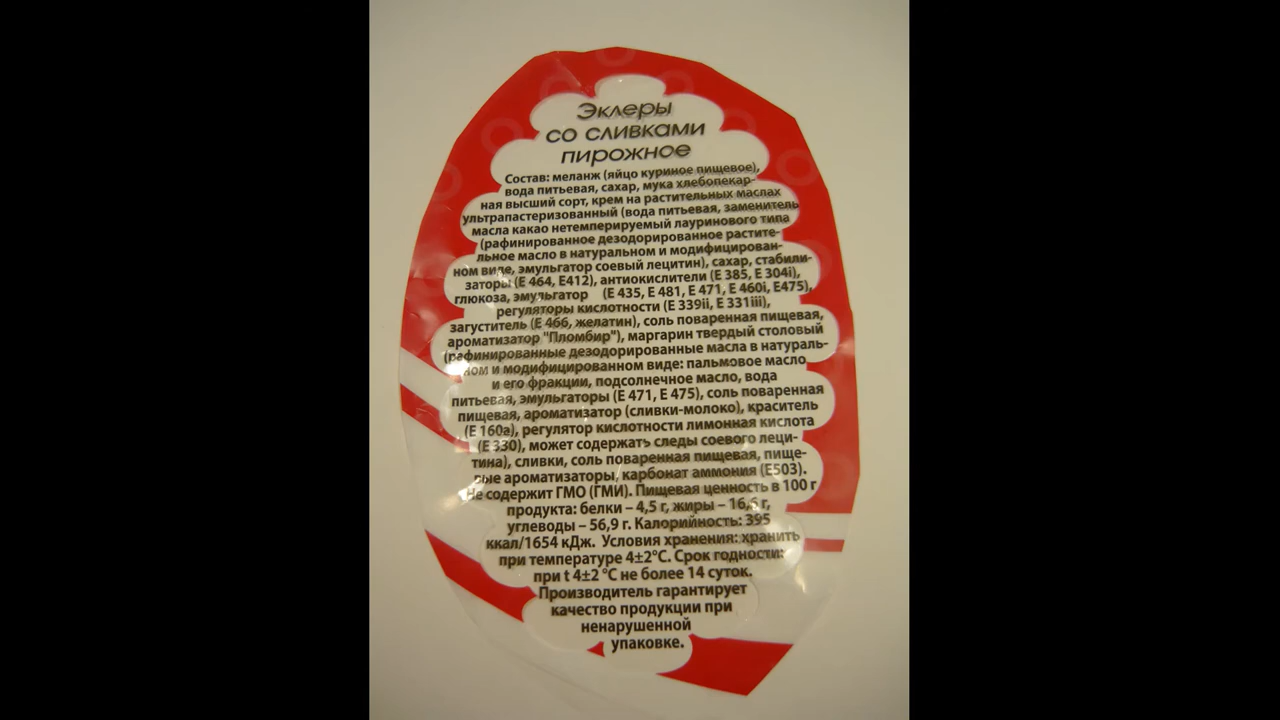 Эклеры
со сливками
пирожное
Состав: меланж (яйцо куриное пищевое),
вода питьевая, сахар, мука хлебопекар-
ная высший сорт, крем на растительных маслах
ультрапастеризованный (вода питьевая, заменитель
масла какао нетемперируемый лауринового типа
(рафинированное дезодорированное растите-
льное масло в натуральном и модифицирован-
ном виде, эмульгатор соевый лецитин), сахар, стабили-
заторы (Е 464, Е412), антиокислители (Е 385, Е 304i),
глюкоза, эмульгатор (Е 435, Е 481, Е 471, Е 460i, Е475),
регуляторы кислотности (Е 339ii, Е 331iii),
загуститель (Е 466, желатин), соль поваренная пищевая,
ароматизатор "Пломбир"), маргарин твердый столовый
(рафинированные дезодорированные масла в натураль-
ном и модифицированном виде: пальмовое масло
и его фракции, подсолнечное масло, вода
питьевая, эмульгаторы (Е 471, Е 475), соль поваренная
пищевая, ароматизатор (сливки-молоко), краситель
(Е 160а), регулятор кислотности лимонная кислота
(Е 330), может содержать следы соевого леци-
тина), сливки, соль поваренная пищевая, пище-
вые ароматизаторы, карбонат аммония (Е503).
Не содержит ГМО (ГМИ). Пищевая ценность в 100 г
продукта: белки – 4,5 г, жиры – 16,6 г,
углеводы – 56,9 г. Калорийность: 395
ккал/1654 кДж. Условия хранения: хранить
при температуре 4±2°С. Срок годности:
при t 4±2 °С не более 14 суток.
Производитель гарантирует
качество продукции при
ненарушенной
упаковке.